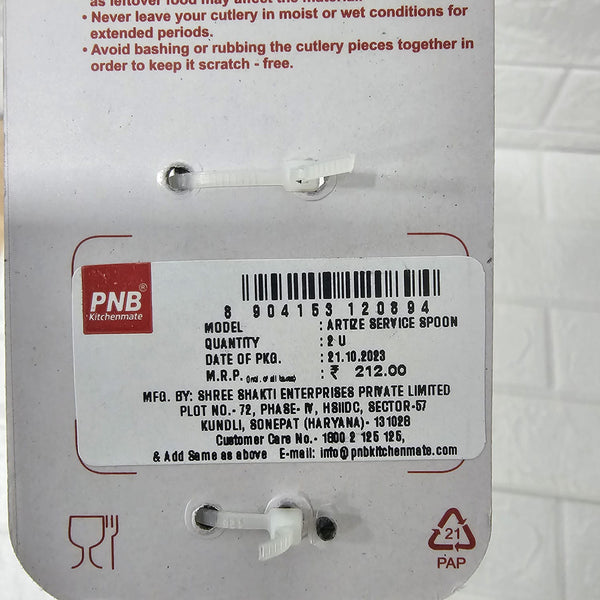 as leftover food may affect the material.
• Never leave your cutlery in moist or wet conditions for
extended periods.
• Avoid bashing or rubbing the cutlery pieces together in
order to keep it scratch - free.
PNB®
Kitchenmate
8 904153 120894
MODEL : ARTIZE SERVICE SPOON
QUANTITY : 2 U
DATE OF PKG. : 21.10.2023
M.R.P. (incl. of all taxes) : ₹ 212.00
MFG. BY: SHREE SHAKTI ENTERPRISES PRIVATE LIMITED
PLOT NO.- 72, PHASE- IV, HSIIDC, SECTOR-57
KUNDLI, SONEPAT (HARYANA)- 131028
Customer Care No.- 1800 2 125 125,
& Add Same as above E-mail: info@pnbkitchenmate.com
21
PAP